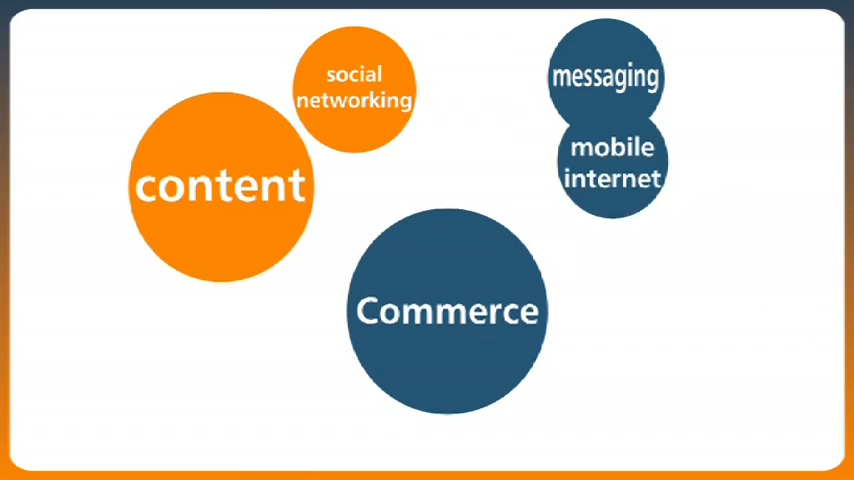 social
networking
messaging
mobile
internet
content
Commerce